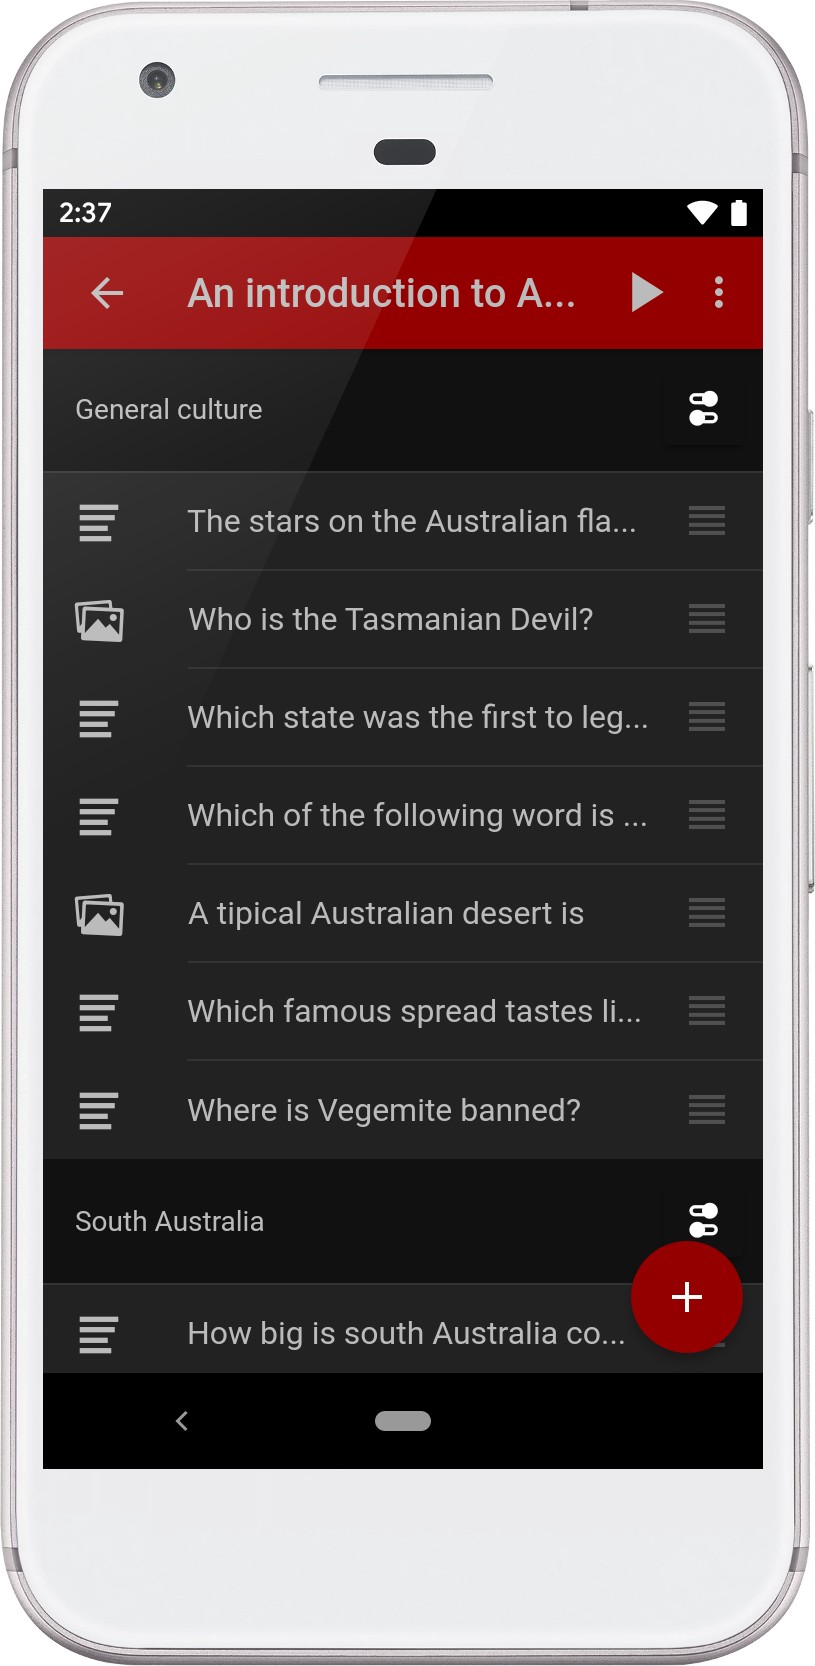 2:37
An introduction to A...
General culture
The stars on the Australian fla...
Who is the Tasmanian Devil?
Which state was the first to leg...
Which of the following word is ...
A tipical Australian desert is
Which famous spread tastes li...
Where is Vegemite banned?
South Australia
How big is south Australia co...